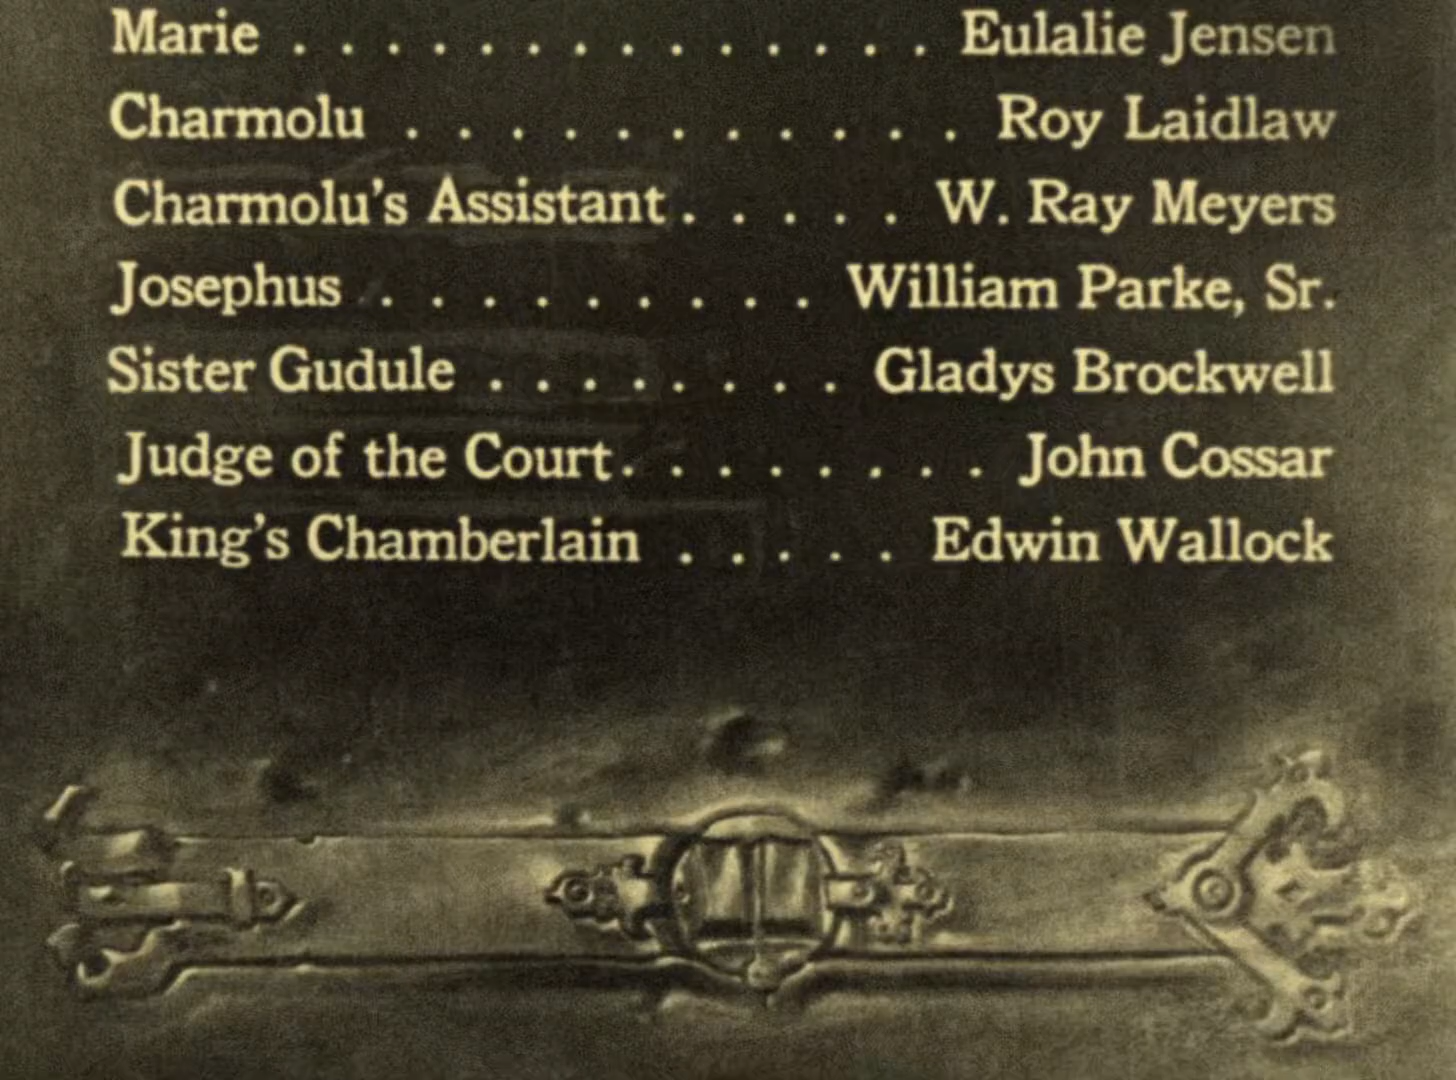 Marie . . . . . . . . . . . . . . Eulalie Jensen
Charmolu . . . . . . . . . . . Roy Laidlaw
Charmolu's Assistant . . . . . W. Ray Meyers
Josephus . . . . . . . . . William Parke, Sr.
Sister Gudule . . . . . . . . Gladys Brockwell
Judge of the Court . . . . . . . . John Cossar
King's Chamberlain . . . . . Edwin Wallock